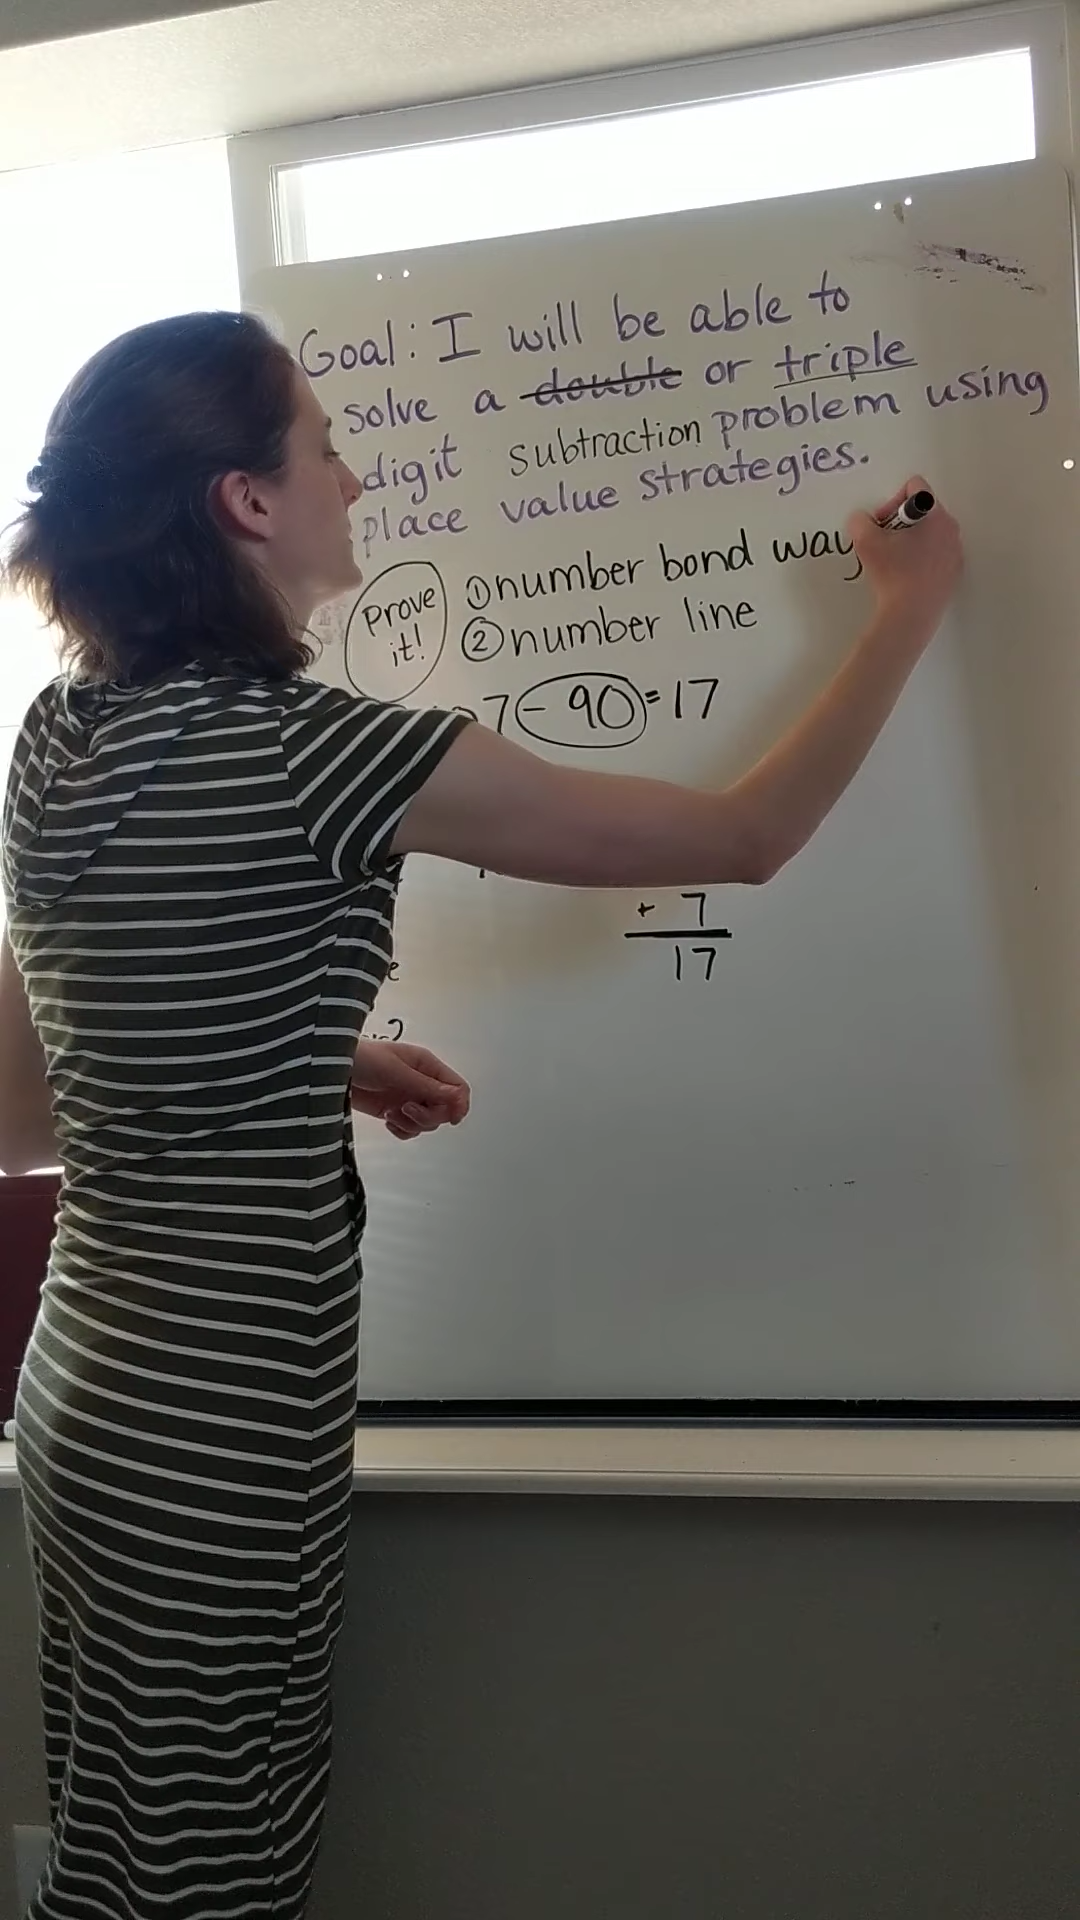 Goal: I will be able to
solve a double or triple
digit subtraction problem using
place value strategies.
Prove
it!
① number bond way
② number line
7 - 90 = 17
+ 7
17